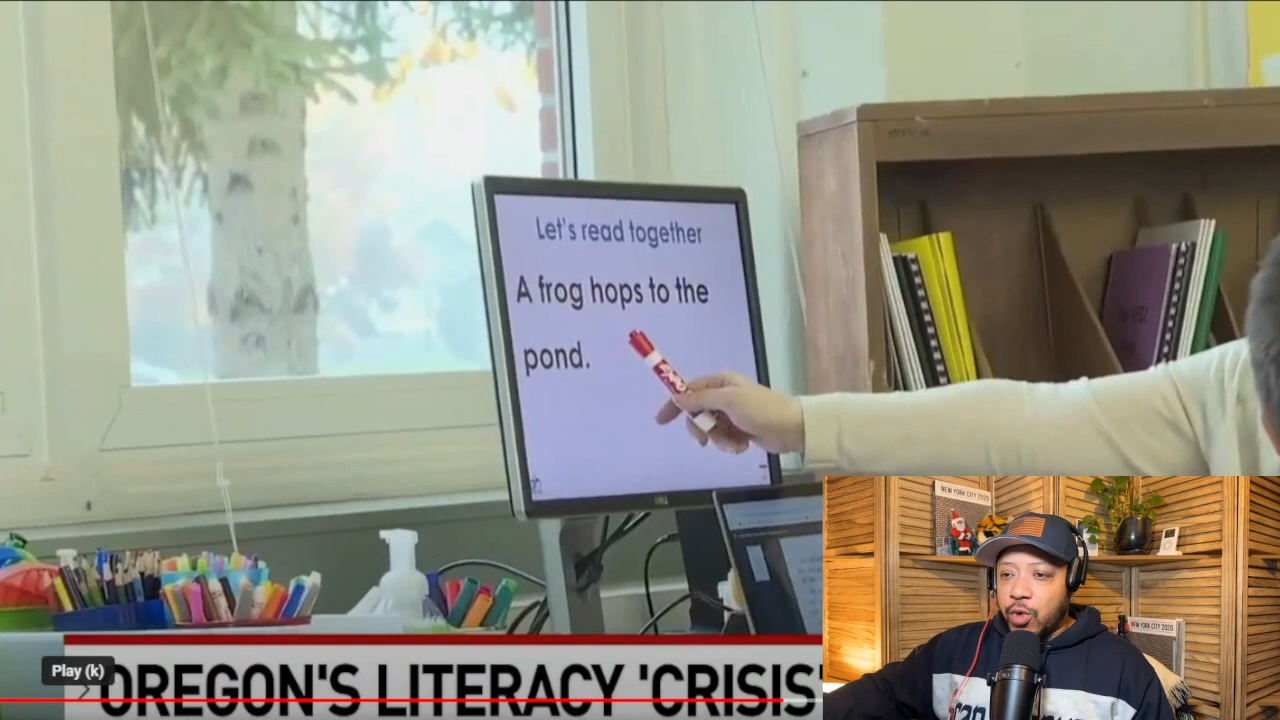 Let's read together
A frog hops to the
pond.
DELL
NEW YORK CITY 2020
NEW YORK CITY 2020
Play (k)
OREGON'S LITERACY 'CRISIS'